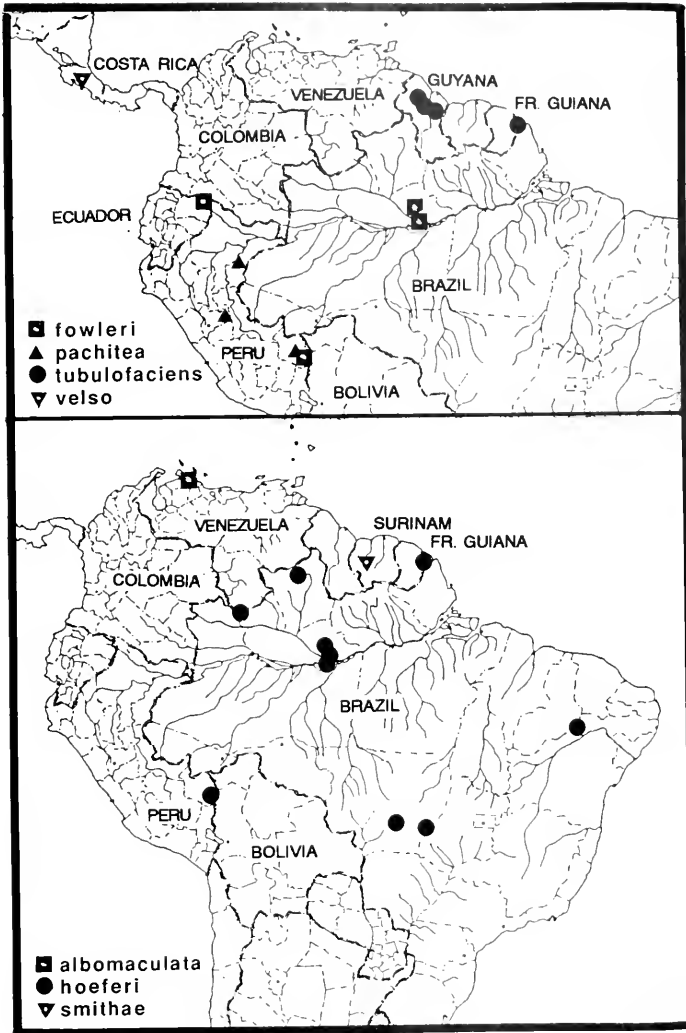 COSTA RICA
VENEZUELA
GUYANA
FR. GUIANA
COLOMBIA
ECUADOR
BRAZIL
PERU
BOLIVIA
fowleri
pachitea
tubulofaciens
velso
VENEZUELA
SURINAM
FR. GUIANA
COLOMBIA
BRAZIL
PERU
BOLIVIA
albomaculata
hoeferi
smithae